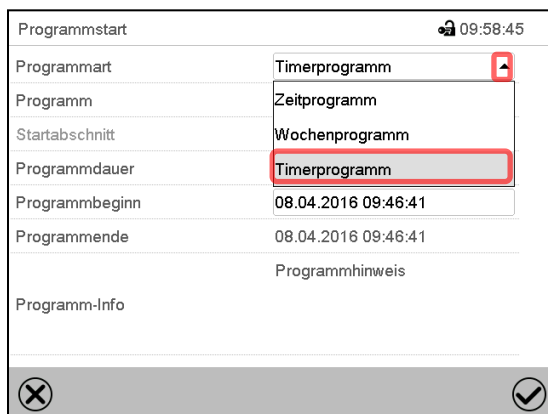 Programmstart 09:58:45
Programmart Timerprogramm
Programm Zeitprogramm
Startabschnitt Wochenprogramm
Programmdauer Timerprogramm
Programmbeginn 08.04.2016 09:46:41
Programmende 08.04.2016 09:46:41
Programmhinweis
Programm-Info